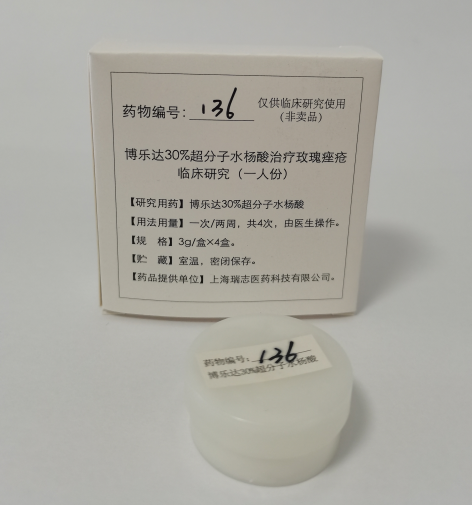 药物编号: 136 仅供临床研究使用
(非卖品)
博乐达30%超分子水杨酸治疗玫瑰痤疮
临床研究（一人份）
【研究用药】博乐达30%超分子水杨酸
【用法用量】一次/两周，共4次，由医生操作。
【规 格】3g/盒×4盒。
【贮 藏】室温，密闭保存。
【药品提供单位】上海瑞志医药科技有限公司。
药物编号: 136
博乐达30%超分子水杨酸